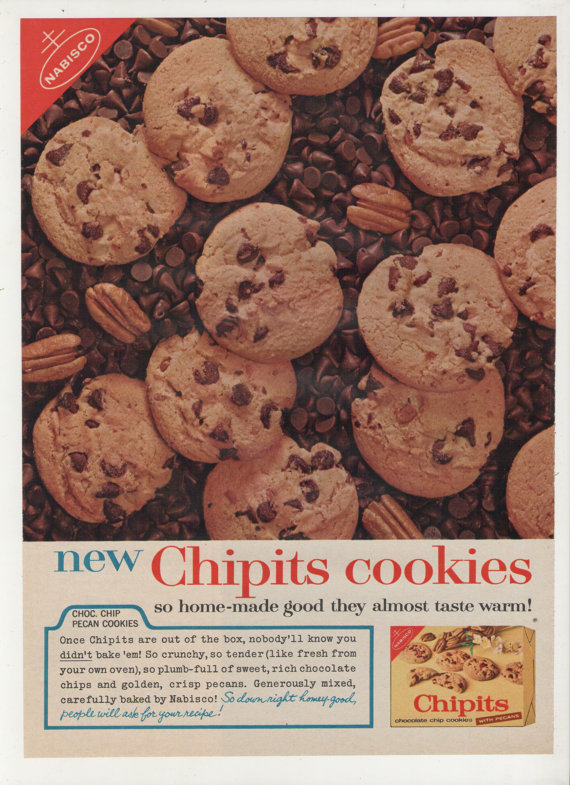 NABISCO
new Chipits cookies
so home-made good they almost taste warm!
CHOC. CHIP
PECAN COOKIES
Once Chipits are out of the box, nobody'll know you
didn't bake 'em! So crunchy, so tender (like fresh from
your own oven), so plumb-full of sweet, rich chocolate
chips and golden, crisp pecans. Generously mixed,
carefully baked by Nabisco! So downright homey-good,
people will ask for your recipe!
NABISCO
Chipits
chocolate chip cookies WITH PECANS